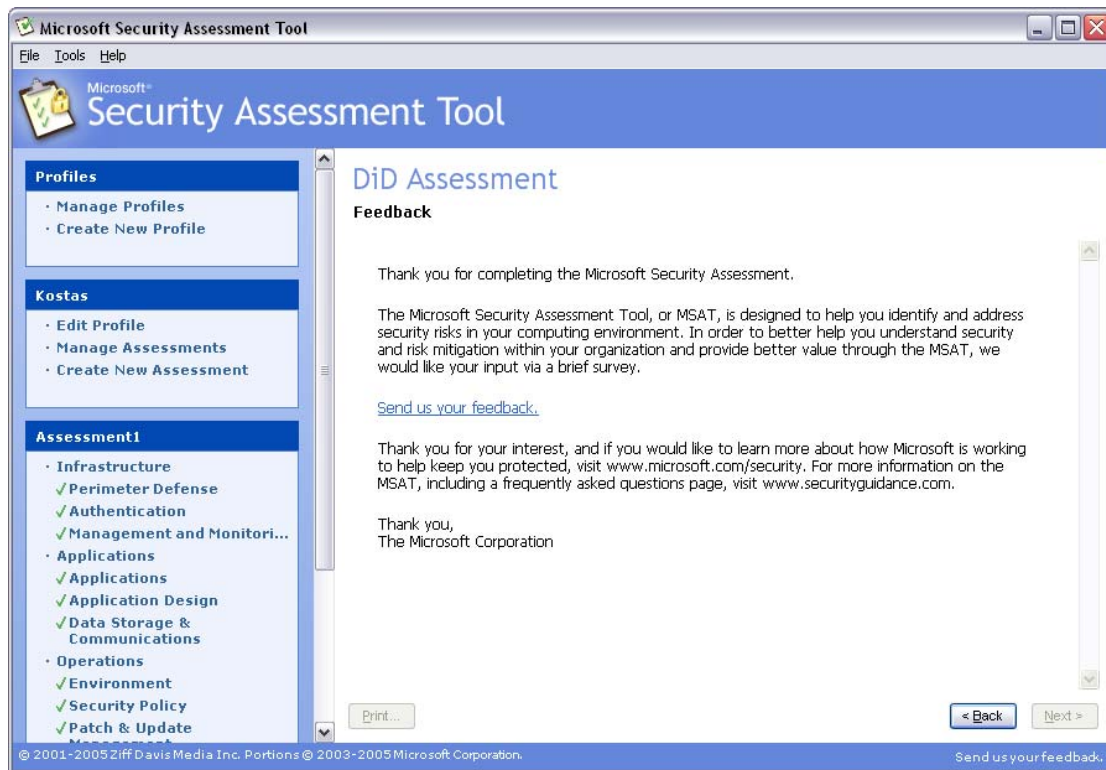 Microsoft Security Assessment Tool
File Tools Help
Microsoft®
Security Assessment Tool
Profiles
· Manage Profiles
· Create New Profile
Kostas
· Edit Profile
· Manage Assessments
· Create New Assessment
Assessment1
· Infrastructure
✓Perimeter Defense
✓Authentication
✓Management and Monitori...
· Applications
✓Applications
✓Application Design
✓Data Storage &
Communications
· Operations
✓Environment
✓Security Policy
✓Patch & Update
DiD Assessment
Feedback
Thank you for completing the Microsoft Security Assessment.
The Microsoft Security Assessment Tool, or MSAT, is designed to help you identify and address
security risks in your computing environment. In order to better help you understand security
and risk mitigation within your organization and provide better value through the MSAT, we
would like your input via a brief survey.
Send us your feedback.
Thank you for your interest, and if you would like to learn more about how Microsoft is working
to help keep you protected, visit www.microsoft.com/security. For more information on the
MSAT, including a frequently asked questions page, visit www.securityguidance.com.
Thank you,
The Microsoft Corporation
Print...
< Back
Next >
© 2001-2005 Ziff Davis Media Inc. Portions © 2003-2005 Microsoft Corporation.
Send us your feedback.